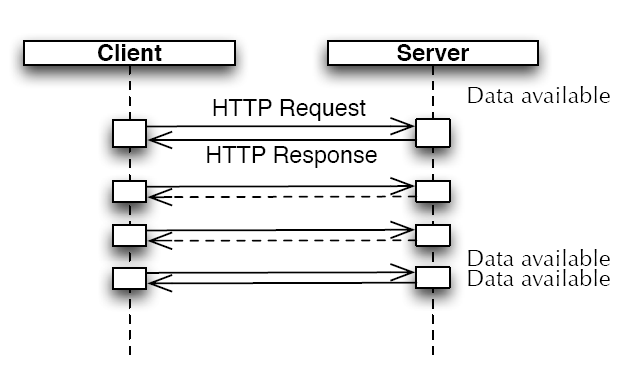 Client
Server
Data available
HTTP Request
HTTP Response
Data available
Data available